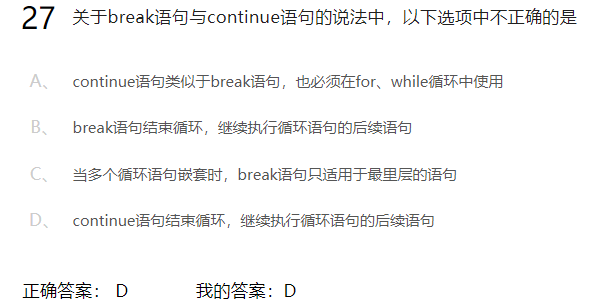 27 关于break语句与continue语句的说法中，以下选项中不正确的是
A、 continue语句类似于break语句，也必须在for、while循环中使用
B、 break语句结束循环，继续执行循环语句的后续语句
C、 当多个循环语句嵌套时，break语句只适用于最里层的语句
D、 continue语句结束循环，继续执行循环语句的后续语句
正确答案： D 我的答案：D